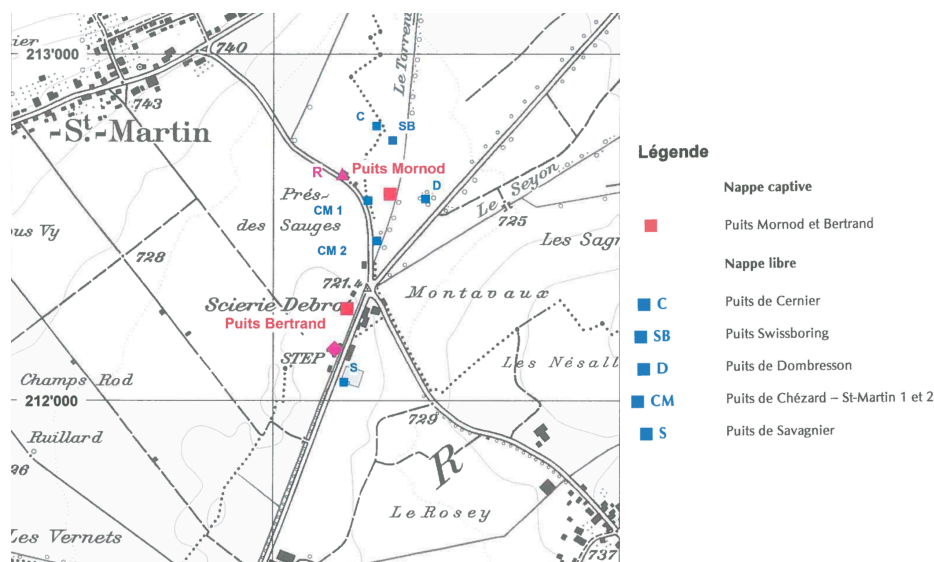 ier
213'000
740
743
-St.-Martin
Le Torren
C
SB
R
Puits Mornod
D
Prés-
CM 1
des Sauges
Le Seyon
725
ous Vy
CM 2
Les Sagn
728
721.4
Montavaux
Scierie Debro
Puits Bertrand
STEP
Les Nésall
S
Champs Rod
212'000
729
Ruillard
26
R
Le Rosey
Les Vernets
737
Légende
Nappe captive
Puits Mornod et Bertrand
Nappe libre
C Puits de Cernier
SB Puits Swissboring
D Puits de Dombresson
CM Puits de Chézard – St-Martin 1 et 2
S Puits de Savagnier